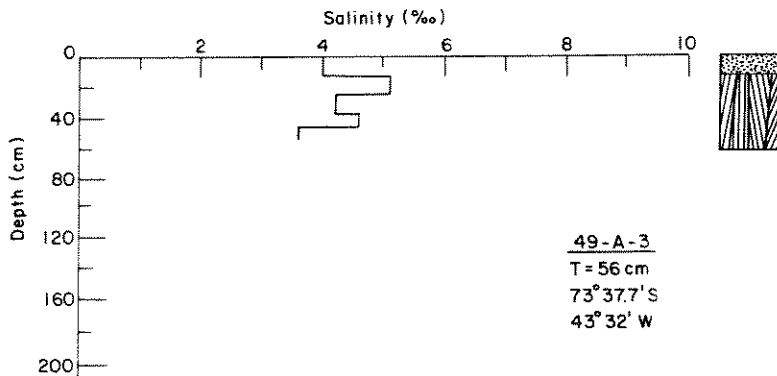 Salinity (‰)
0 2 4 6 8 10
0
40
80
120
160
200
Depth (cm)
49-A-3
T = 56 cm
73° 37.7' S
43° 32' W